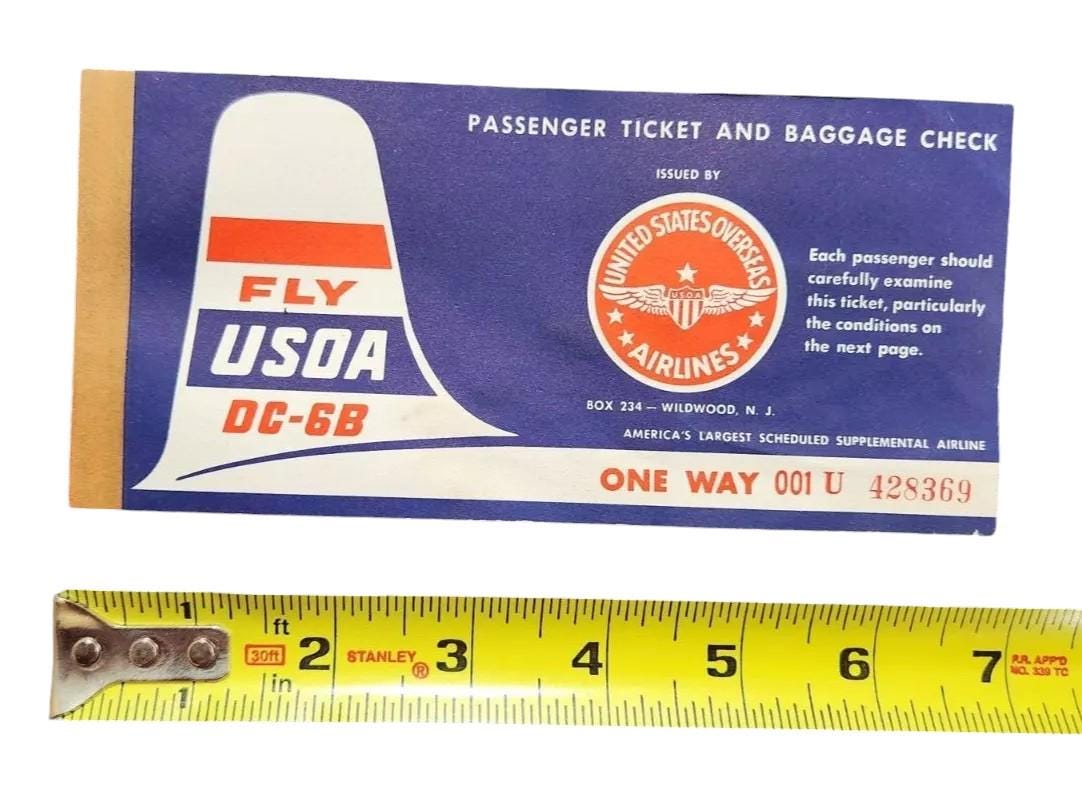 PASSENGER TICKET AND BAGGAGE CHECK
ISSUED BY
UNITED STATES OVERSEAS
USOA
AIRLINES
Each passenger should
carefully examine
this ticket, particularly
the conditions on
the next page.
BOX 234 — WILDWOOD, N. J.
AMERICA'S LARGEST SCHEDULED SUPPLEMENTAL AIRLINE
FLY
USOA
DC-6B
ONE WAY 001 U 428369
1 ft
30ft 2 STANLEY® 3 4 5 6 7 P.R. APP'D
NO. 339 TC
1 in